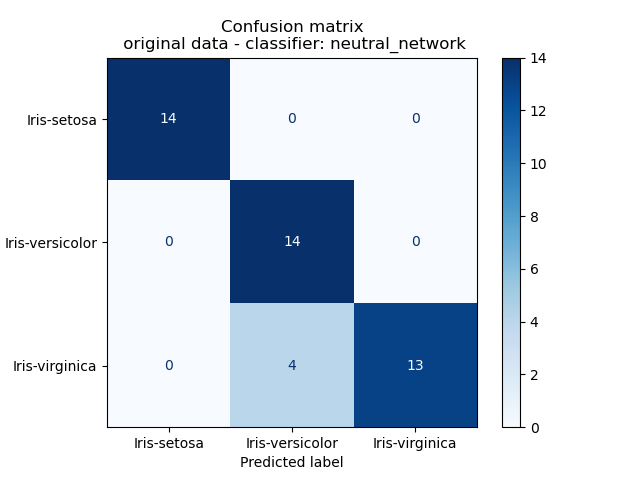 Confusion matrix
original data - classifier: neutral_network
Iris-setosa 14 0 0
Iris-versicolor 0 14 0
Iris-virginica 0 4 13
Iris-setosa Iris-versicolor Iris-virginica
Predicted label
14
12
10
8
6
4
2
0